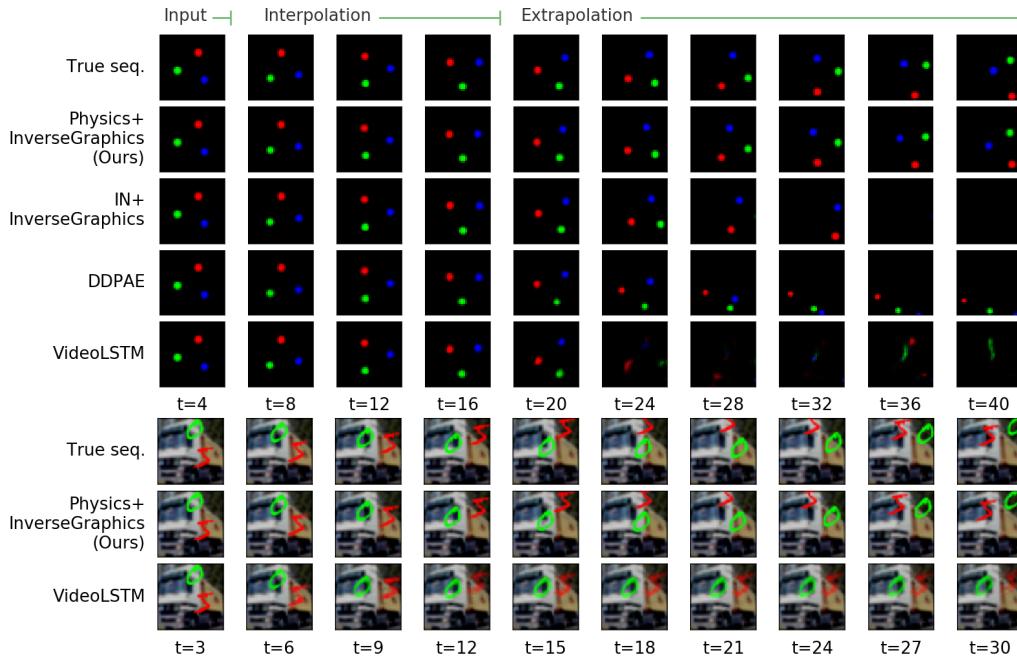 Input Interpolation Extrapolation
True seq.
Physics+
InverseGraphics
(Ours)
IN+
InverseGraphics
DDPAE
VideoLSTM
t=4 t=8 t=12 t=16 t=20 t=24 t=28 t=32 t=36 t=40
True seq.
Physics+
InverseGraphics
(Ours)
VideoLSTM
t=3 t=6 t=9 t=12 t=15 t=18 t=21 t=24 t=27 t=30